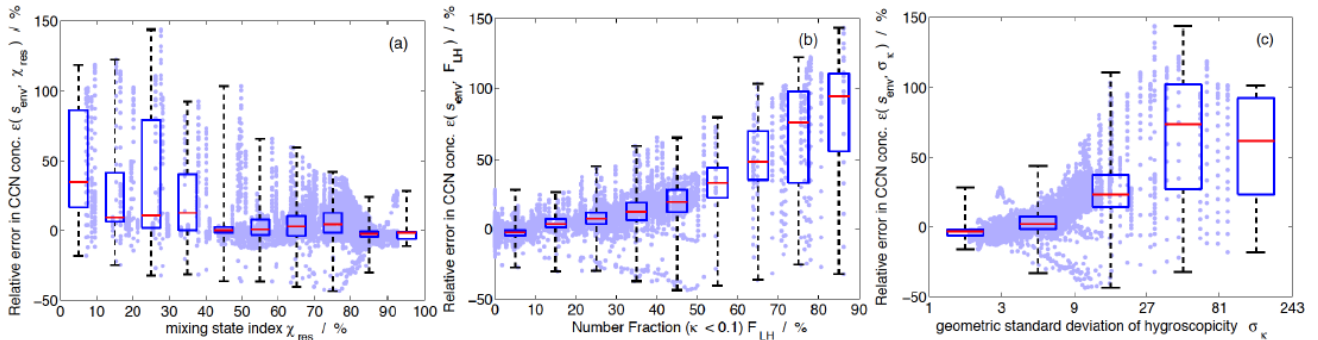 Relative error in CCN conc. ε( s_env, χ_res ) / %
150
100
50
0
−50
(a)
0 10 20 30 40 50 60 70 80 90 100
mixing state index χ_res / %
Relative error in CCN conc. ε( s_env, F_LH ) / %
150
100
50
0
−50
(b)
0 10 20 30 40 50 60 70 80 90
Number Fraction (κ < 0.1) F_LH / %
Relative error in CCN conc. ε( s_env, σ_κ ) / %
150
100
50
0
−50
(c)
1 3 9 27 81 243
geometric standard deviation of hygroscopicity σ_κ